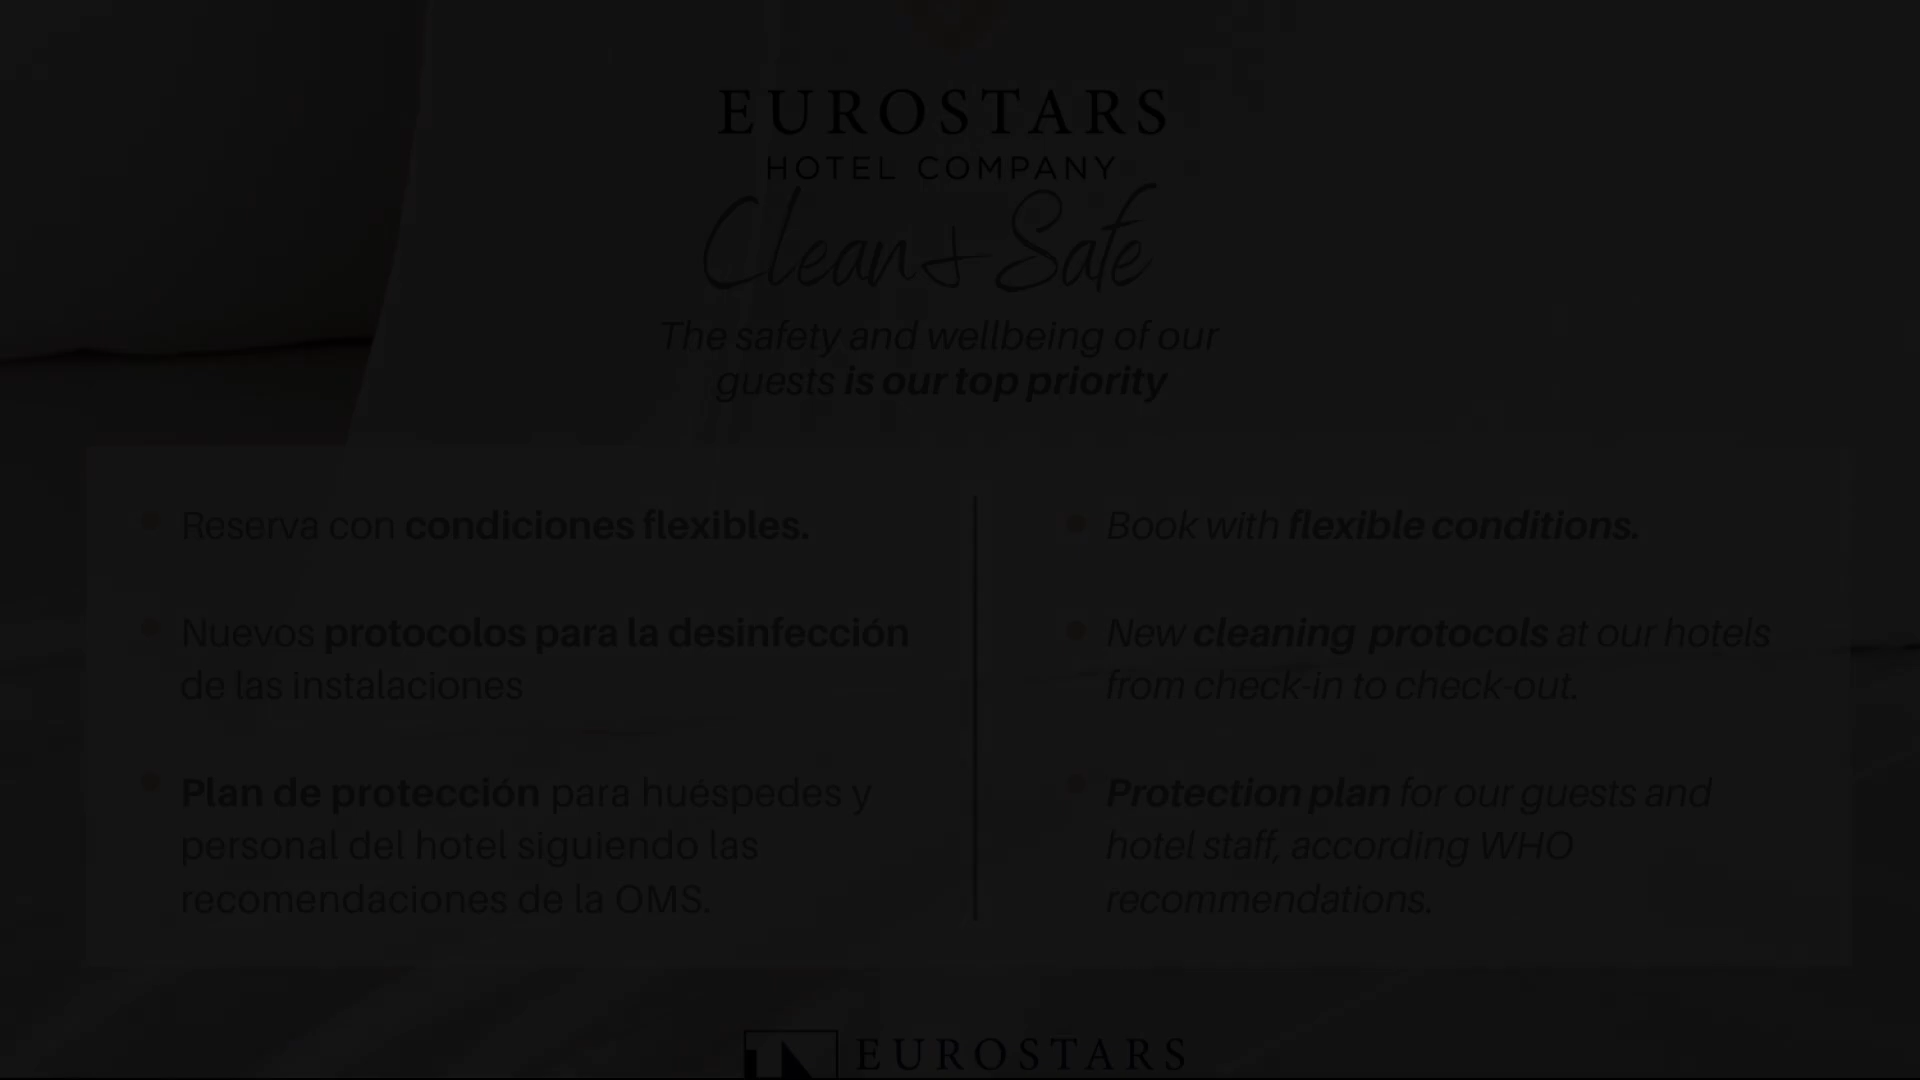 EUROSTARS
HOTEL COMPANY
Clean+Safe
The safety and wellbeing of our
guests is our top priority
Reserva con condiciones flexibles.
Nuevos protocolos para la desinfección
de las instalaciones
Plan de protección para huéspedes y
personal del hotel siguiendo las
recomendaciones de la OMS.
Book with flexible conditions.
New cleaning protocols at our hotels
from check-in to check-out.
Protection plan for our guests and
hotel staff, according WHO
recommendations.
EUROSTARS